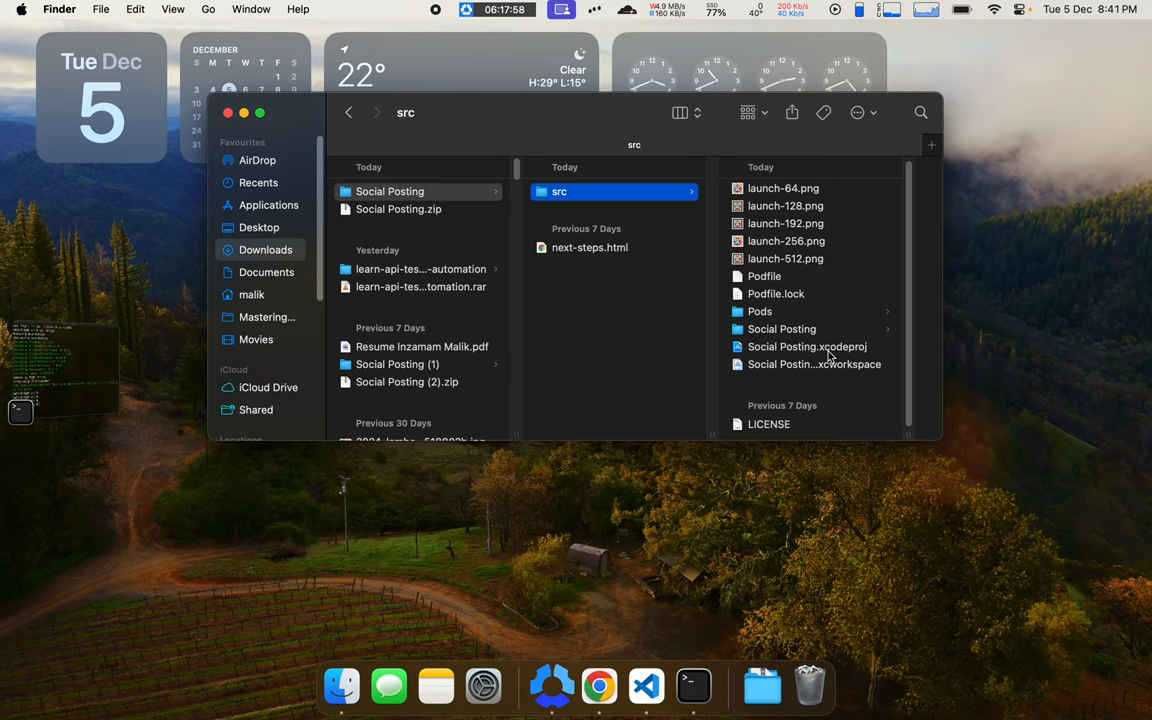 Finder File Edit View Go Window Help
06:17:58
W4.9 MB/s
R160 KB/s
SSD
77%
0
40°
200 Kb/s
40 Kb/s
CPU
Tue 5 Dec 8:41 PM
Tue Dec
5
DECEMBER
S M T W T F S
1 2
3 4 5 6 7 8 9
10
17
24
31
22°
Clear
H:29° L:15°
src
src
Favourites
AirDrop
Recents
Applications
Desktop
Downloads
Documents
malik
Mastering...
Movies
iCloud
iCloud Drive
Shared
Locations
Today
Social Posting
Social Posting.zip
Yesterday
learn-api-tes...-automation
learn-api-tes...tomation.rar
Previous 7 Days
Resume Inzamam Malik.pdf
Social Posting (1)
Social Posting (2).zip
Previous 30 Days
Today
src
Previous 7 Days
next-steps.html
Today
launch-64.png
launch-128.png
launch-192.png
launch-256.png
launch-512.png
Podfile
Podfile.lock
Pods
Social Posting
Social Posting.xcodeproj
Social Postin...xcworkspace
Previous 7 Days
LICENSE